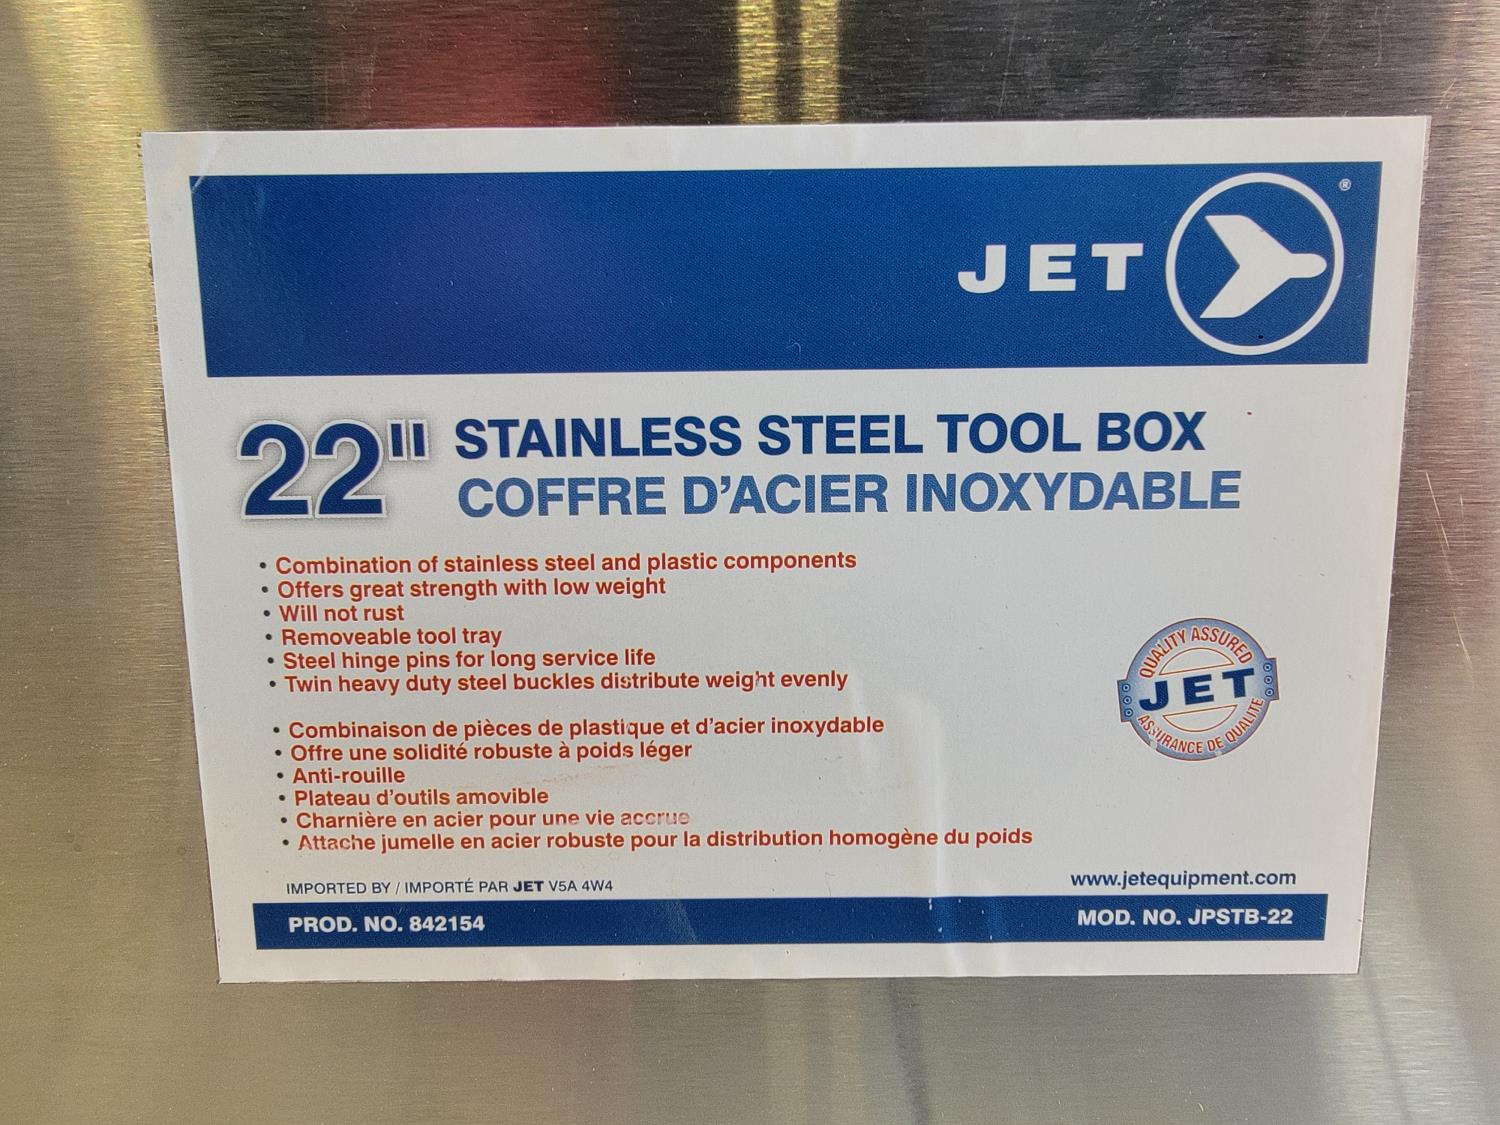 JET ®
22" STAINLESS STEEL TOOL BOX
COFFRE D'ACIER INOXYDABLE
• Combination of stainless steel and plastic components
• Offers great strength with low weight
• Will not rust
• Removeable tool tray
• Steel hinge pins for long service life
• Twin heavy duty steel buckles distribute weight evenly
• Combinaison de pièces de plastique et d'acier inoxydable
• Offre une solidité robuste à poids léger
• Anti-rouille
• Plateau d'outils amovible
• Charnière en acier pour une vie accrue
• Attache jumelle en acier robuste pour la distribution homogène du poids
QUALITY ASSURED
JET
ASSURANCE DE QUALITÉ
IMPORTED BY / IMPORTÉ PAR JET V5A 4W4
www.jetequipment.com
PROD. NO. 842154
MOD. NO. JPSTB-22